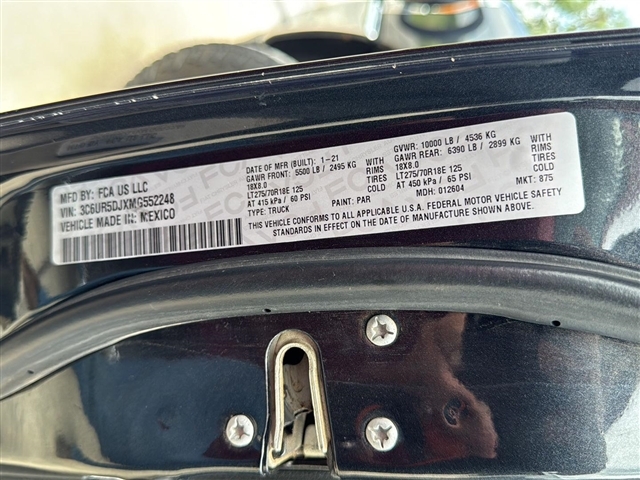 MFD BY: FCA US LLC
VIN: 3C6UR5DJXMG552248
VEHICLE MADE IN: MEXICO
DATE OF MFR (BUILT): 1-21
GAWR FRONT: 5500 LB / 2495 KG WITH
18X8.0 RIMS
LT275/70R18E 125 TIRES
AT 415 kPa / 60 PSI COLD
TYPE: TRUCK PAINT: PAR
GVWR: 10000 LB / 4536 KG
GAWR REAR: 6390 LB / 2899 KG WITH
18X8.0 RIMS
LT275/70R18E 125 TIRES
AT 450 kPa / 65 PSI COLD
MDH: 012604 MKT: 875
THIS VEHICLE CONFORMS TO ALL APPLICABLE U.S.A. FEDERAL MOTOR VEHICLE SAFETY
STANDARDS IN EFFECT ON THE DATE OF MANUFACTURE SHOWN ABOVE.